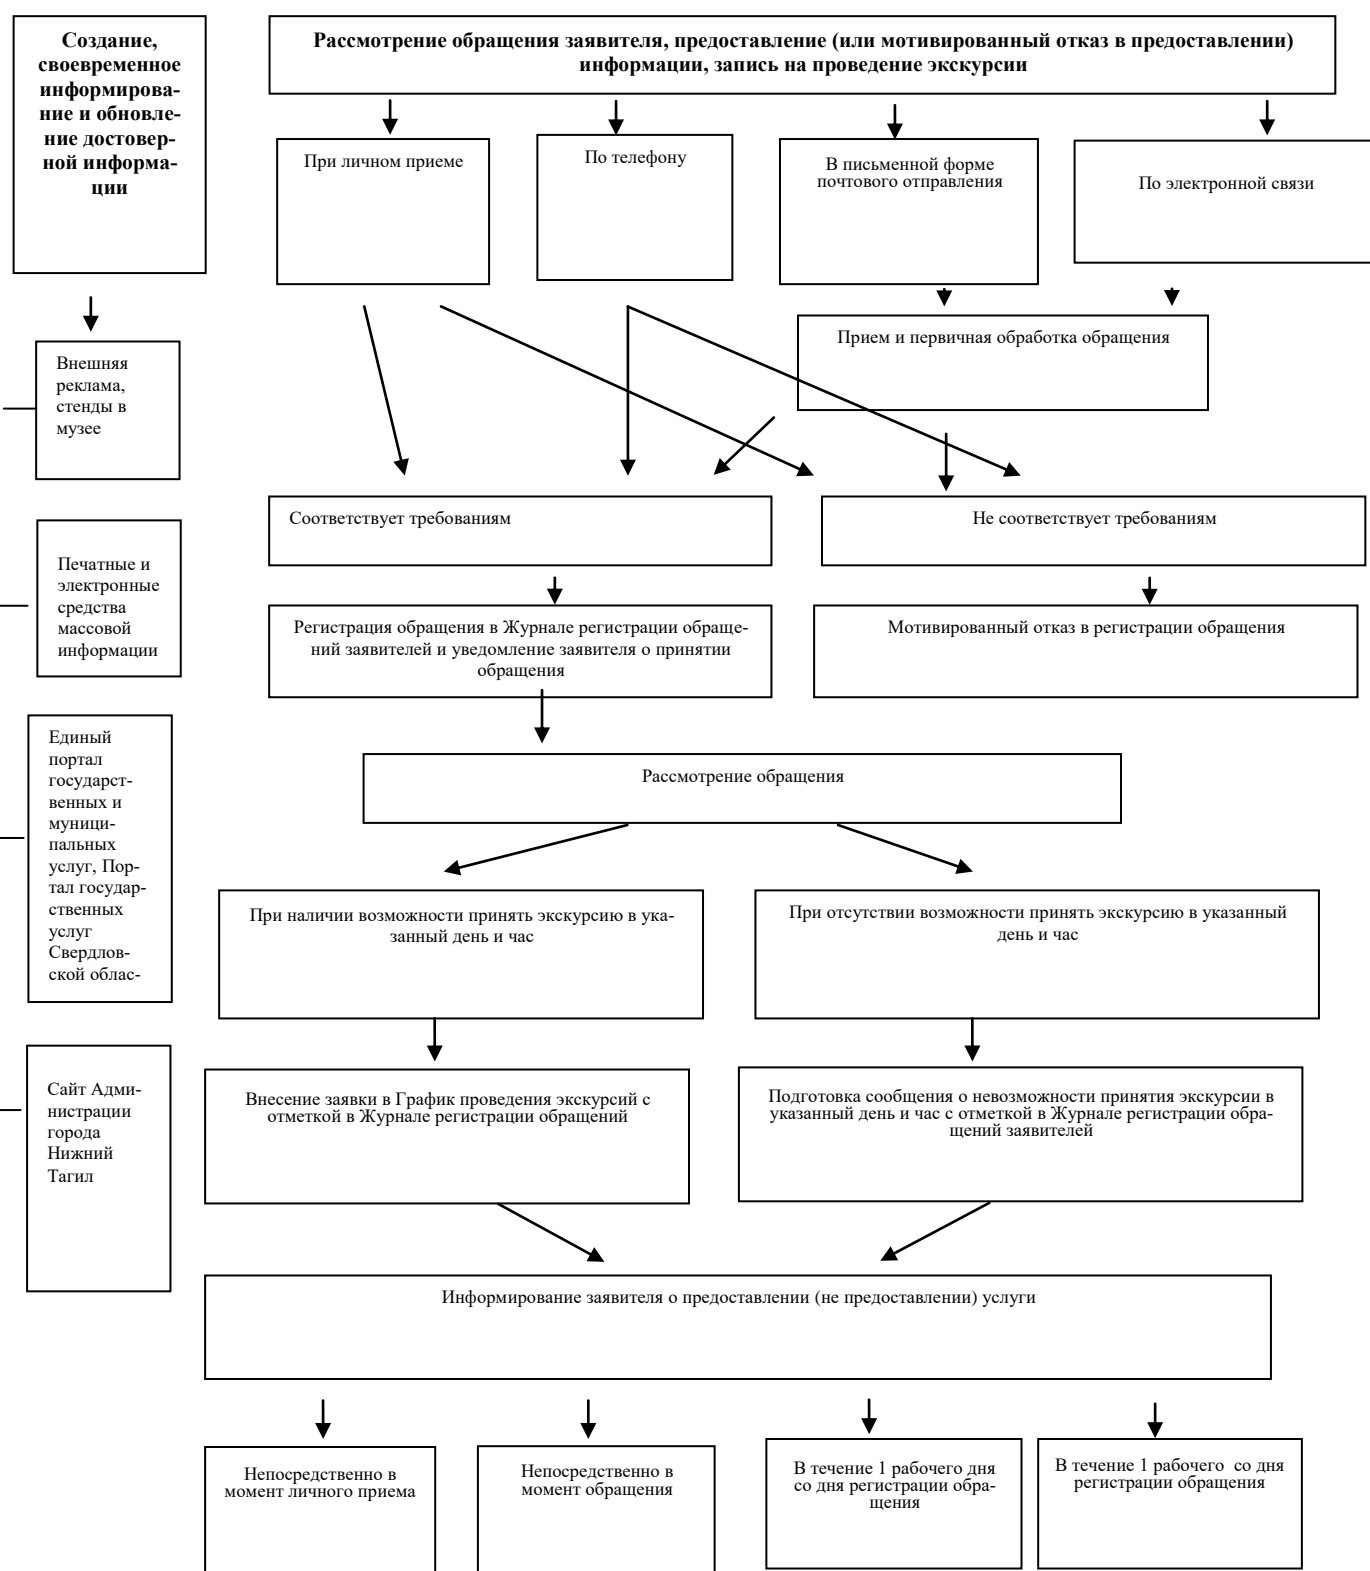 Создание,
своевременное
информирова-
ние и обновле-
ние достовер-
ной информа-
ции
Рассмотрение обращения заявителя, предоставление (или мотивированный отказ в предоставлении)
информации, запись на проведение экскурсии
При личном приеме
По телефону
В письменной форме
почтового отправления
По электронной связи
Прием и первичная обработка обращения
Внешняя
реклама,
стенды в
музее
Соответствует требованиям
Не соответствует требованиям
Печатные и
электронные
средства
массовой
информации
Регистрация обращения в Журнале регистрации обраще-
ний заявителей и уведомление заявителя о принятии
обращения
Мотивированный отказ в регистрации обращения
Единый
портал
государст-
венных и
муници-
пальных
услуг, Пор-
тал государ-
ственных
услуг
Свердлов-
ской облас-
Рассмотрение обращения
При наличии возможности принять экскурсию в ука-
занный день и час
При отсутствии возможности принять экскурсию в указанный
день и час
Сайт Адми-
нистрации
города
Нижний
Тагил
Внесение заявки в График проведения экскурсий с
отметкой в Журнале регистрации обращений
Подготовка сообщения о невозможности принятия экскурсии в
указанный день и час с отметкой в Журнале регистрации обра-
щений заявителей
Информирование заявителя о предоставлении (не предоставлении) услуги
Непосредственно в
момент личного приема
Непосредственно в
момент обращения
В течение 1 рабочего дня
со дня регистрации обра-
щения
В течение 1 рабочего  со дня
регистрации обращения